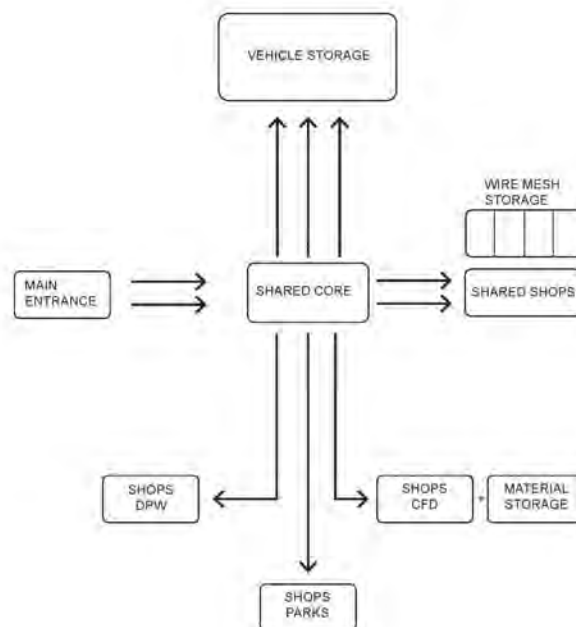 VEHICLE STORAGE
WIRE MESH
STORAGE
MAIN
ENTRANCE
SHARED CORE
SHARED SHOPS
SHOPS
DPW
SHOPS
CFD
+
MATERIAL
STORAGE
SHOPS
PARKS